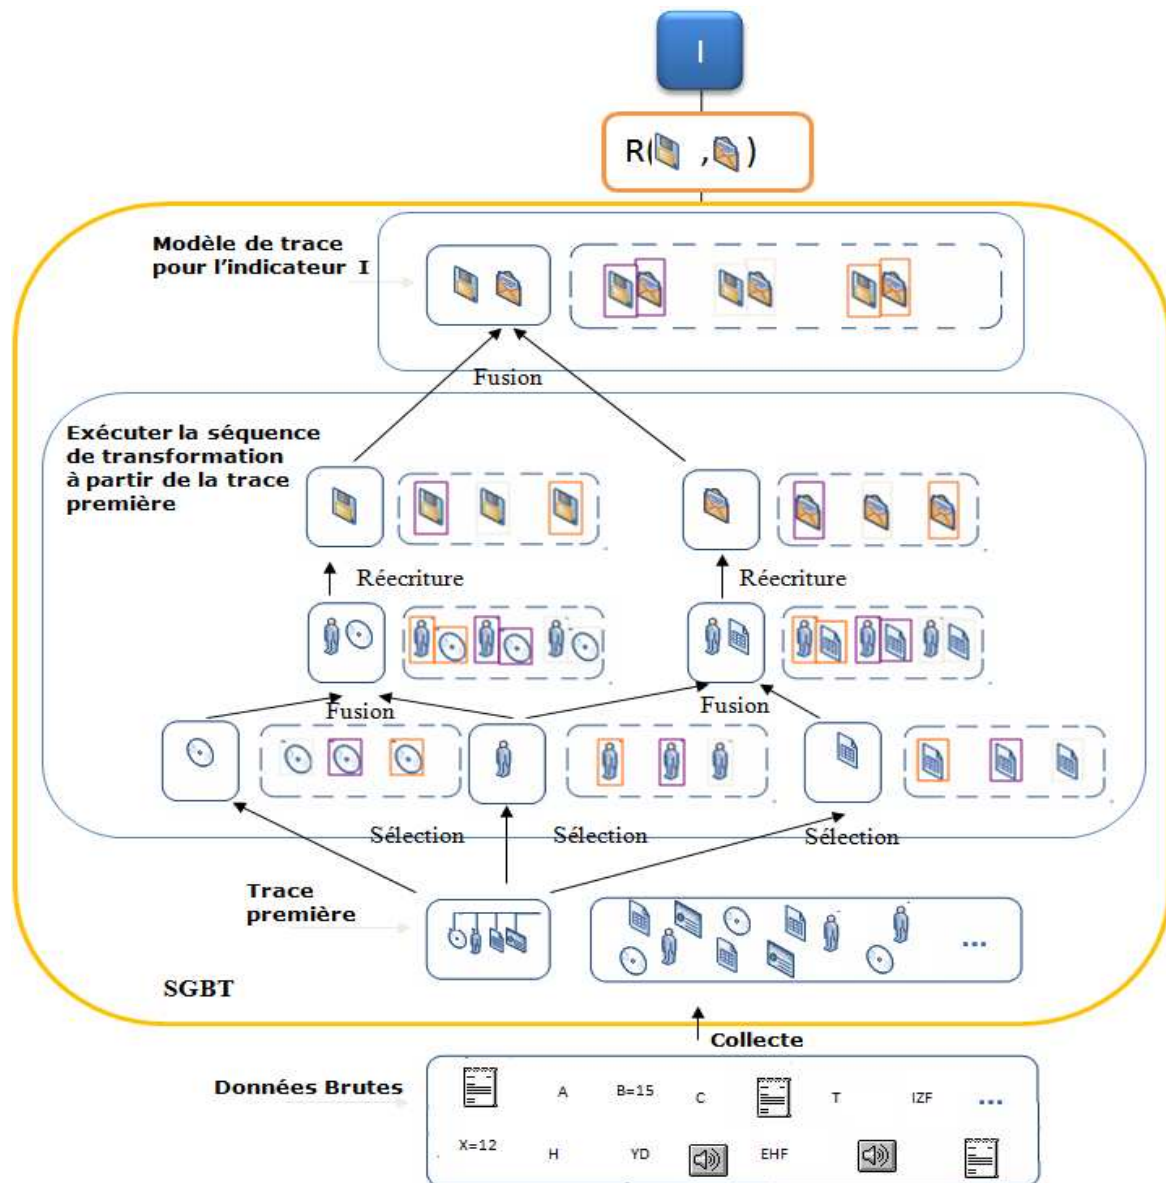 I
R( , )
Modèle de trace
pour l'indicateur I
Fusion
Exécuter la séquence
de transformation
à partir de la trace
première
Réecriture
Réecriture
Fusion
Fusion
Sélection
Sélection
Sélection
Trace
première
...
SGBT
Collecte
Données Brutes
A B=15 C T IZF ...
X=12 H YD EHF